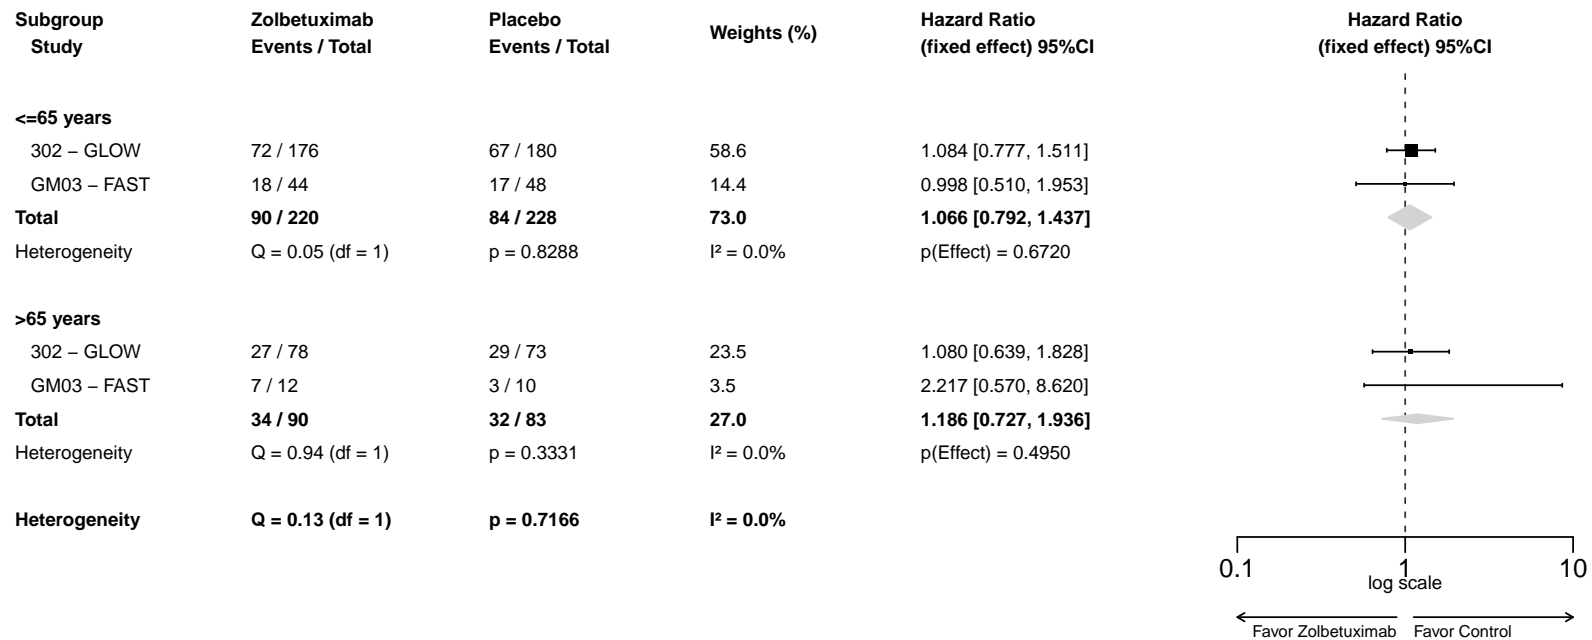 Subgroup Zolbetuximab Placebo Weights (%) Hazard Ratio Hazard Ratio
Study Events / Total Events / Total (fixed effect) 95%CI (fixed effect) 95%CI
<=65 years
302 – GLOW 72 / 176 67 / 180 58.6 1.084 [0.777, 1.511]
GM03 – FAST 18 / 44 17 / 48 14.4 0.998 [0.510, 1.953]
Total 90 / 220 84 / 228 73.0 1.066 [0.792, 1.437]
Heterogeneity Q = 0.05 (df = 1) p = 0.8288 I² = 0.0% p(Effect) = 0.6720
>65 years
302 – GLOW 27 / 78 29 / 73 23.5 1.080 [0.639, 1.828]
GM03 – FAST 7 / 12 3 / 10 3.5 2.217 [0.570, 8.620]
Total 34 / 90 32 / 83 27.0 1.186 [0.727, 1.936]
Heterogeneity Q = 0.94 (df = 1) p = 0.3331 I² = 0.0% p(Effect) = 0.4950
Heterogeneity Q = 0.13 (df = 1) p = 0.7166 I² = 0.0%
0.1 1 10
log scale
Favor Zolbetuximab Favor Control